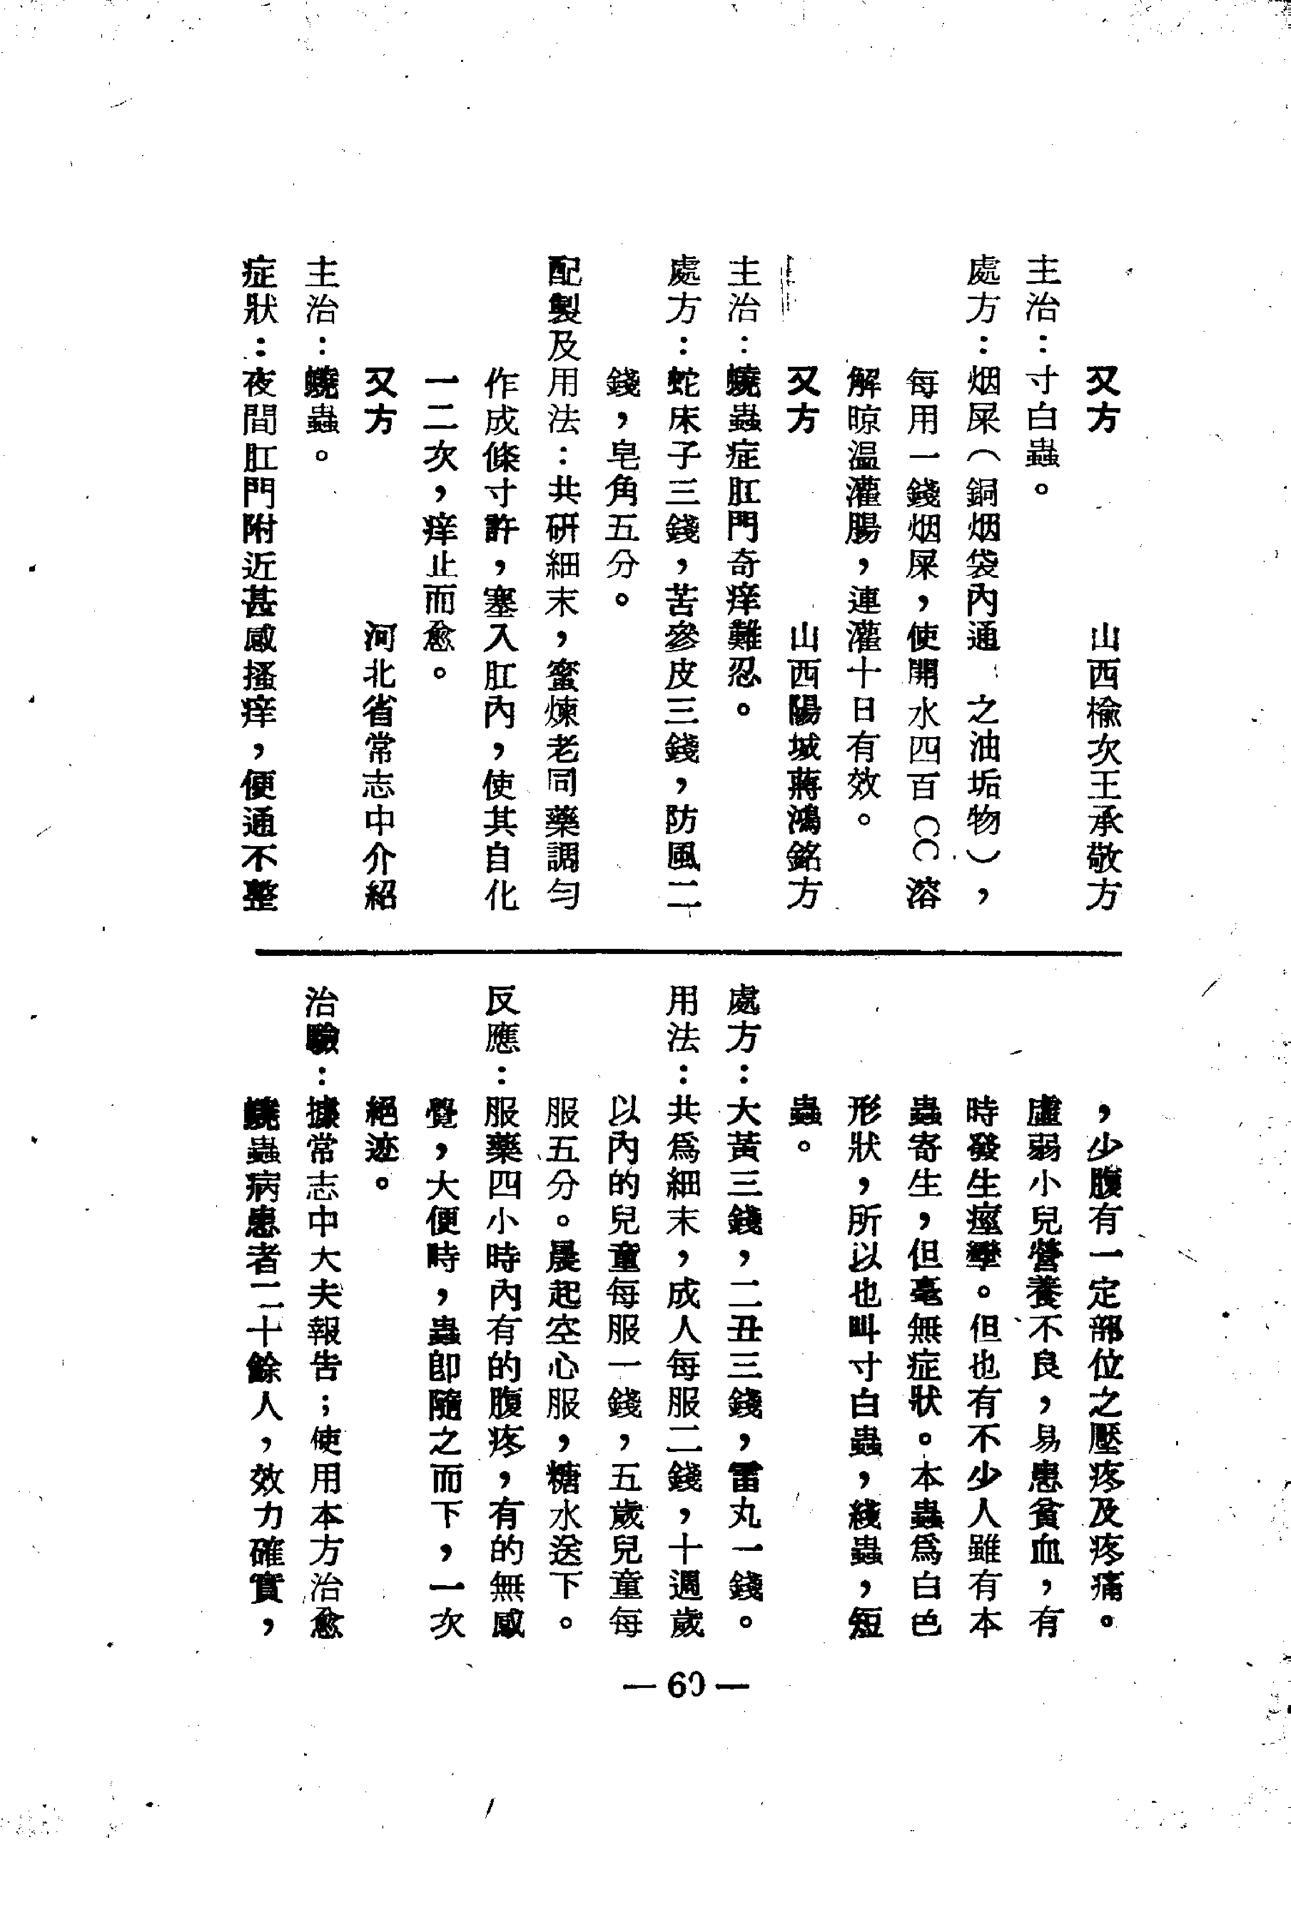 又方　山西榆次王承敬方
主治：寸白蟲。
處方：烟屎（銅烟袋內通　之油垢物），
每用一錢烟屎，使開水四百CC溶
解晾温灌腸，連灌十日有效。
又方　山西陽城蔣鴻銘方
主治：蟯蟲症肛門奇痒難忍。
處方：蛇床子三錢，苦參皮三錢，防風二
錢，皂角五分。
配製及用法：共研細末，蜜煉老同藥調勻
作成條寸許，塞入肛內，使其自化
一二次，痒止而愈。
又方　河北省常志中介紹
主治：蟯蟲。
症狀：夜間肛門附近甚感搔痒，便通不整
，少腹有一定部位之壓疼及疼痛。
虛弱小兒營養不良，易患貧血，有
時發生痙攣。但也有不少人雖有本
蟲寄生，但毫無症狀。本蟲爲白色
形狀，所以也叫寸白蟲，綫蟲，短
蟲。
處方：大黃三錢，二丑三錢，雷丸一錢。
用法：共爲細末，成人每服二錢，十週歲
以內的兒童每服一錢，五歲兒童每
服五分。晨起空心服，糖水送下。
反應：服藥四小時內有的腹疼，有的無感
覺，大便時，蟲卽隨之而下，一次
絕迹。
治驗：據常志中大夫報告；使用本方治愈
蟯蟲病患者二十餘人，效力確實，
— 60 —